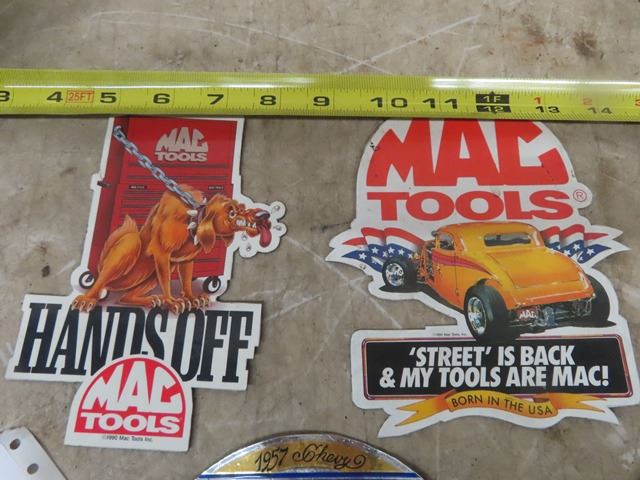 3 4 25FT 5 6 7 8 9 10 11 1F 1 2
12 13 14
MAC
TOOLS
HANDS OFF
MAC
TOOLS
©1990 Mac Tools Inc.
MAC
TOOLS®
MAC
'STREET' IS BACK
& MY TOOLS ARE MAC!
BORN IN THE USA
1957 Chevy